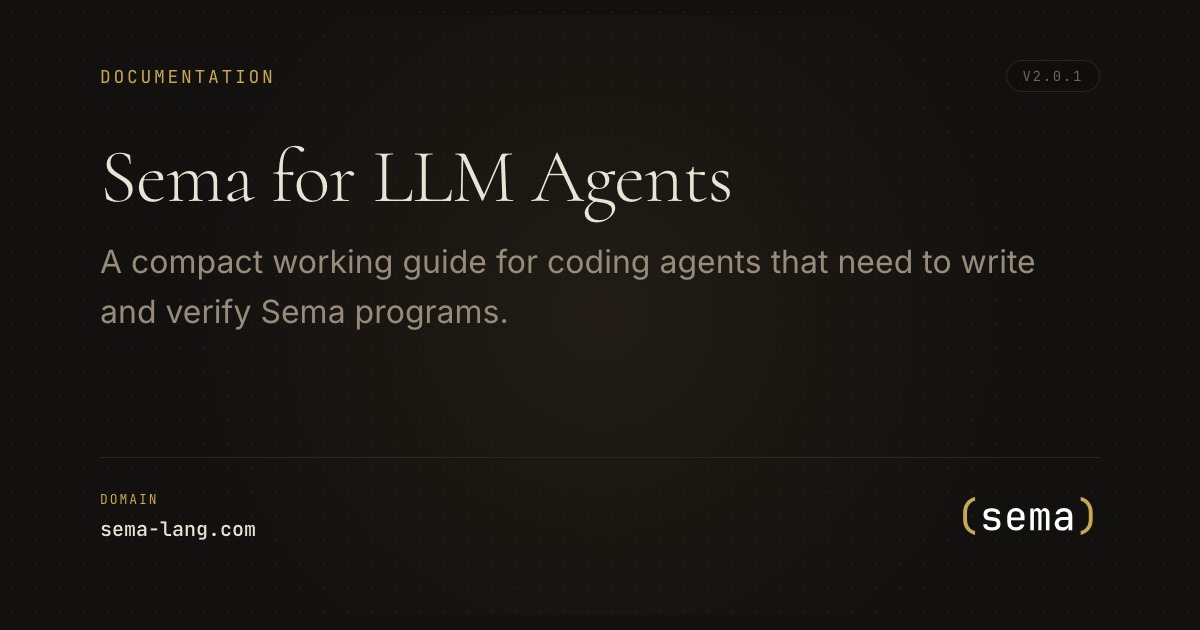 DOCUMENTATION
V2.0.1
Sema for LLM Agents
A compact working guide for coding agents that need to write
and verify Sema programs.
DOMAIN
sema-lang.com
(sema)